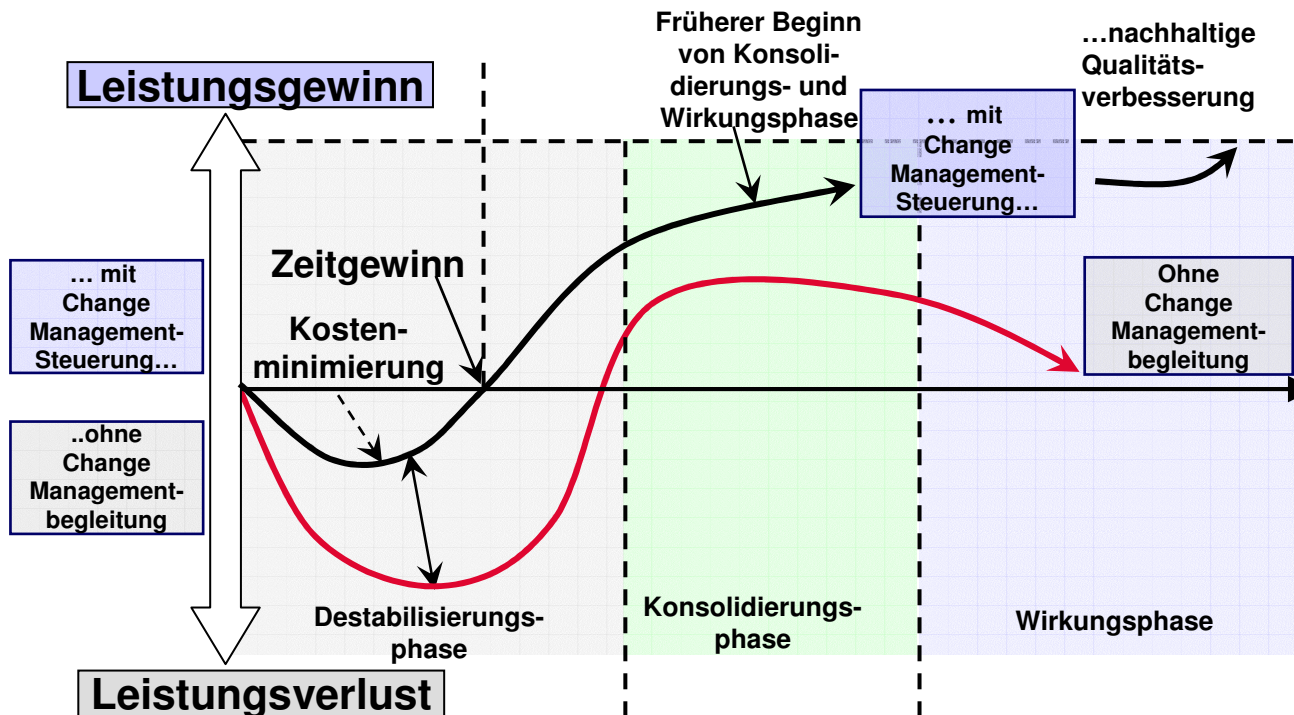 Früherer Beginn
von Konsoli-
dierungs- und
Wirkungsphase
…nachhaltige
Qualitäts-
verbesserung
Leistungsgewinn
… mit
Change
Management-
Steuerung…
Zeitgewinn
Kosten-
minimierung
… mit
Change
Management-
Steuerung…
Ohne
Change
Management-
begleitung
..ohne
Change
Management-
begleitung
Destabilisierungs-
phase
Konsolidierungs-
phase
Wirkungsphase
Leistungsverlust